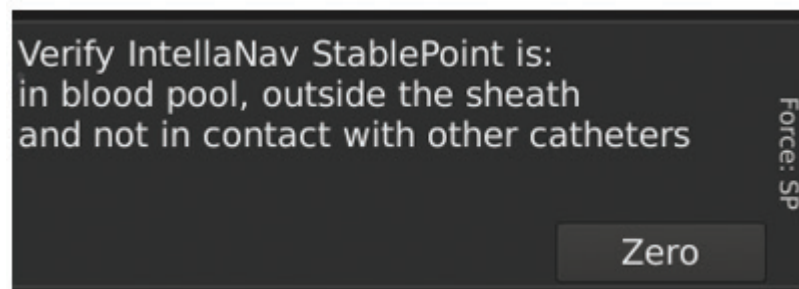 Verify IntellaNav StablePoint is:
in blood pool, outside the sheath
and not in contact with other catheters
Force: SP
Zero